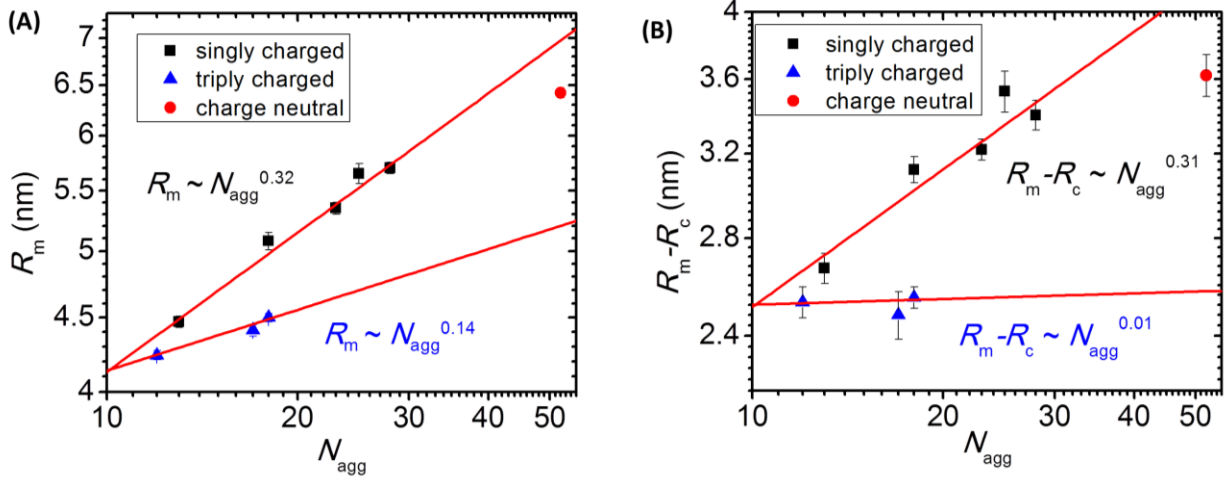 (A)
singly charged
triply charged
charge neutral
R_m ~ N_agg^0.32
R_m ~ N_agg^0.14
R_m (nm)
7
6.5
6
5.5
5
4.5
4
10 20 30 50
N_agg
(B)
singly charged
triply charged
charge neutral
R_m-R_c ~ N_agg^0.31
R_m-R_c ~ N_agg^0.01
R_m-R_c (nm)
4
3.6
3.2
2.8
2.4
10 20 30 50
N_agg